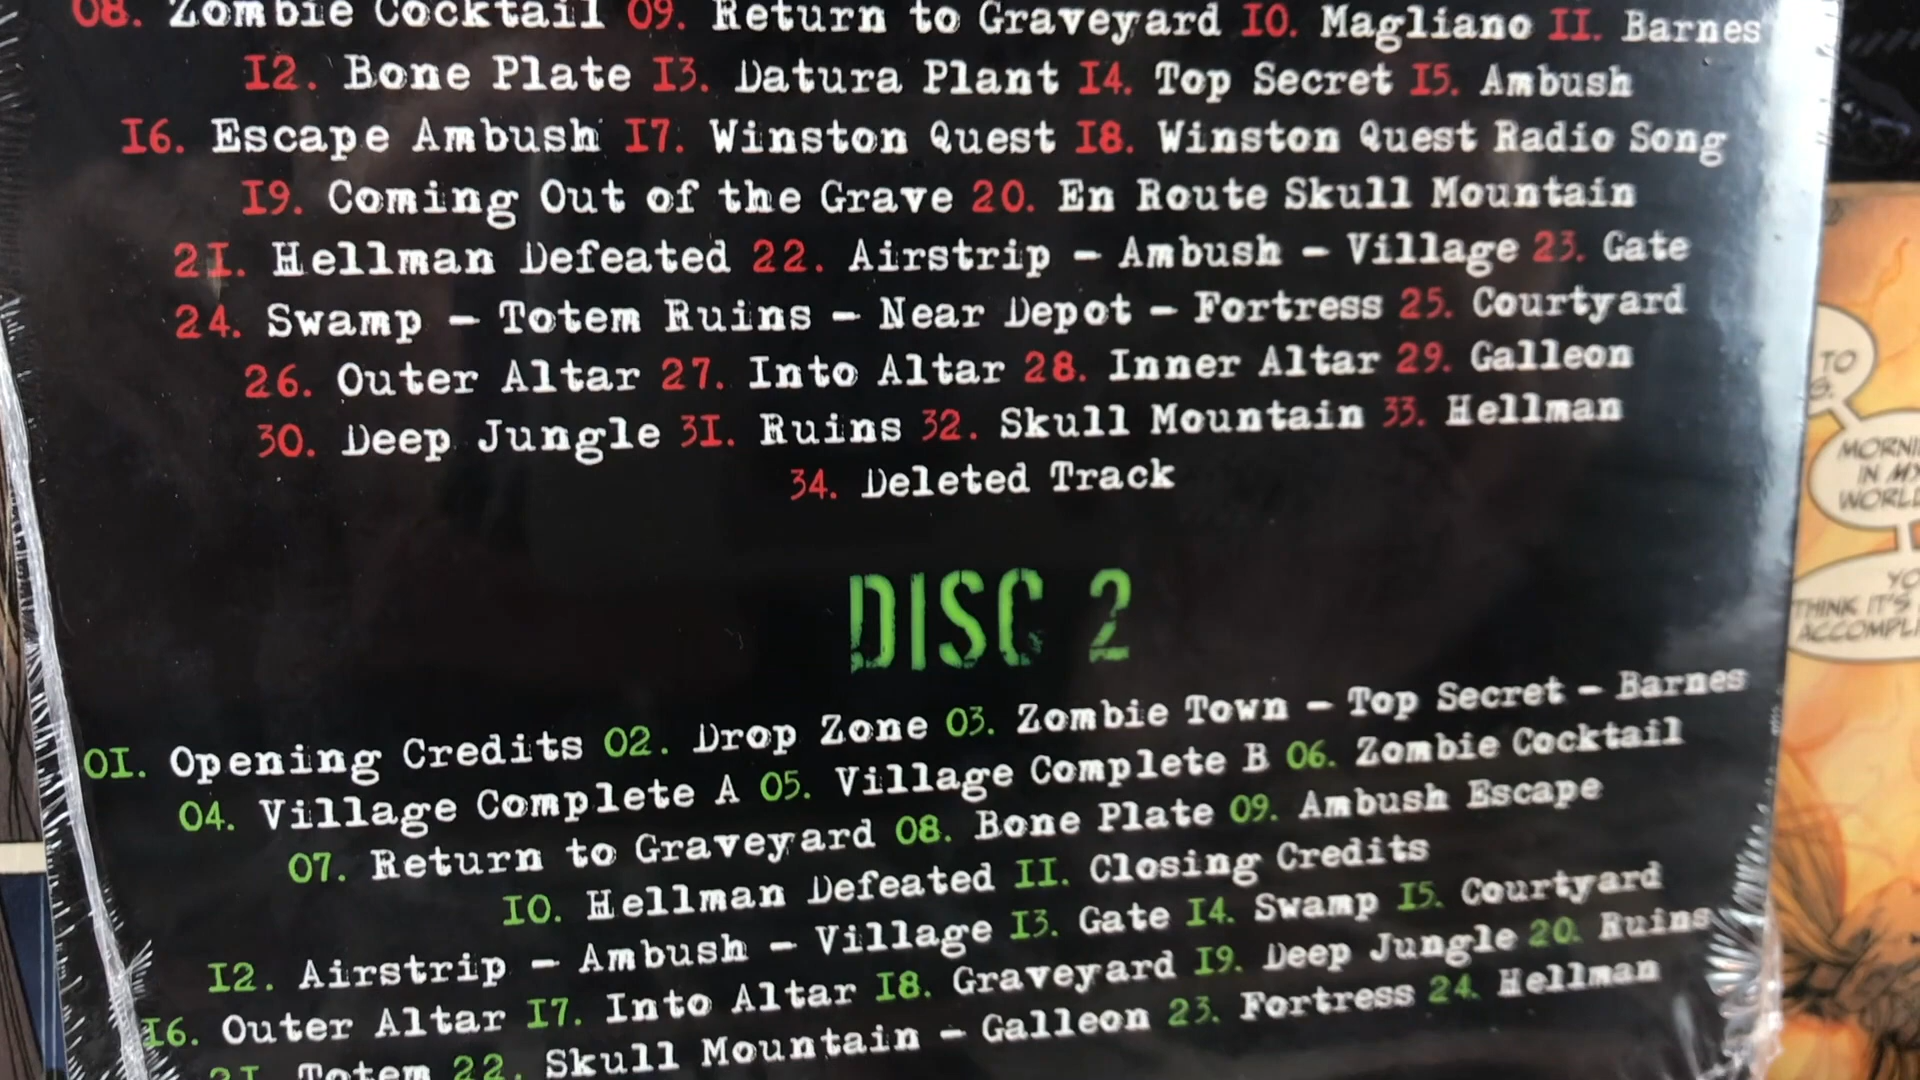 08. Zombie Cocktail 09. Return to Graveyard 10. Magliano 11. Barnes
12. Bone Plate 13. Datura Plant 14. Top Secret 15. Ambush
16. Escape Ambush 17. Winston Quest 18. Winston Quest Radio Song
19. Coming Out of the Grave 20. En Route Skull Mountain
21. Hellman Defeated 22. Airstrip – Ambush – Village 23. Gate
24. Swamp – Totem Ruins – Near Depot – Fortress 25. Courtyard
26. Outer Altar 27. Into Altar 28. Inner Altar 29. Galleon
30. Deep Jungle 31. Ruins 32. Skull Mountain 33. Hellman
34. Deleted Track
DISC 2
01. Opening Credits 02. Drop Zone 03. Zombie Town – Top Secret – Barnes
04. Village Complete A 05. Village Complete B 06. Zombie Cocktail
07. Return to Graveyard 08. Bone Plate 09. Ambush Escape
10. Hellman Defeated 11. Closing Credits
12. Airstrip – Ambush – Village 13. Gate 14. Swamp 15. Courtyard
16. Outer Altar 17. Into Altar 18. Graveyard 19. Deep Jungle 20. Ruins
21. Totem 22. Skull Mountain – Galleon 23. Fortress 24. Hellman
TO
IN MY
THINK IT'S